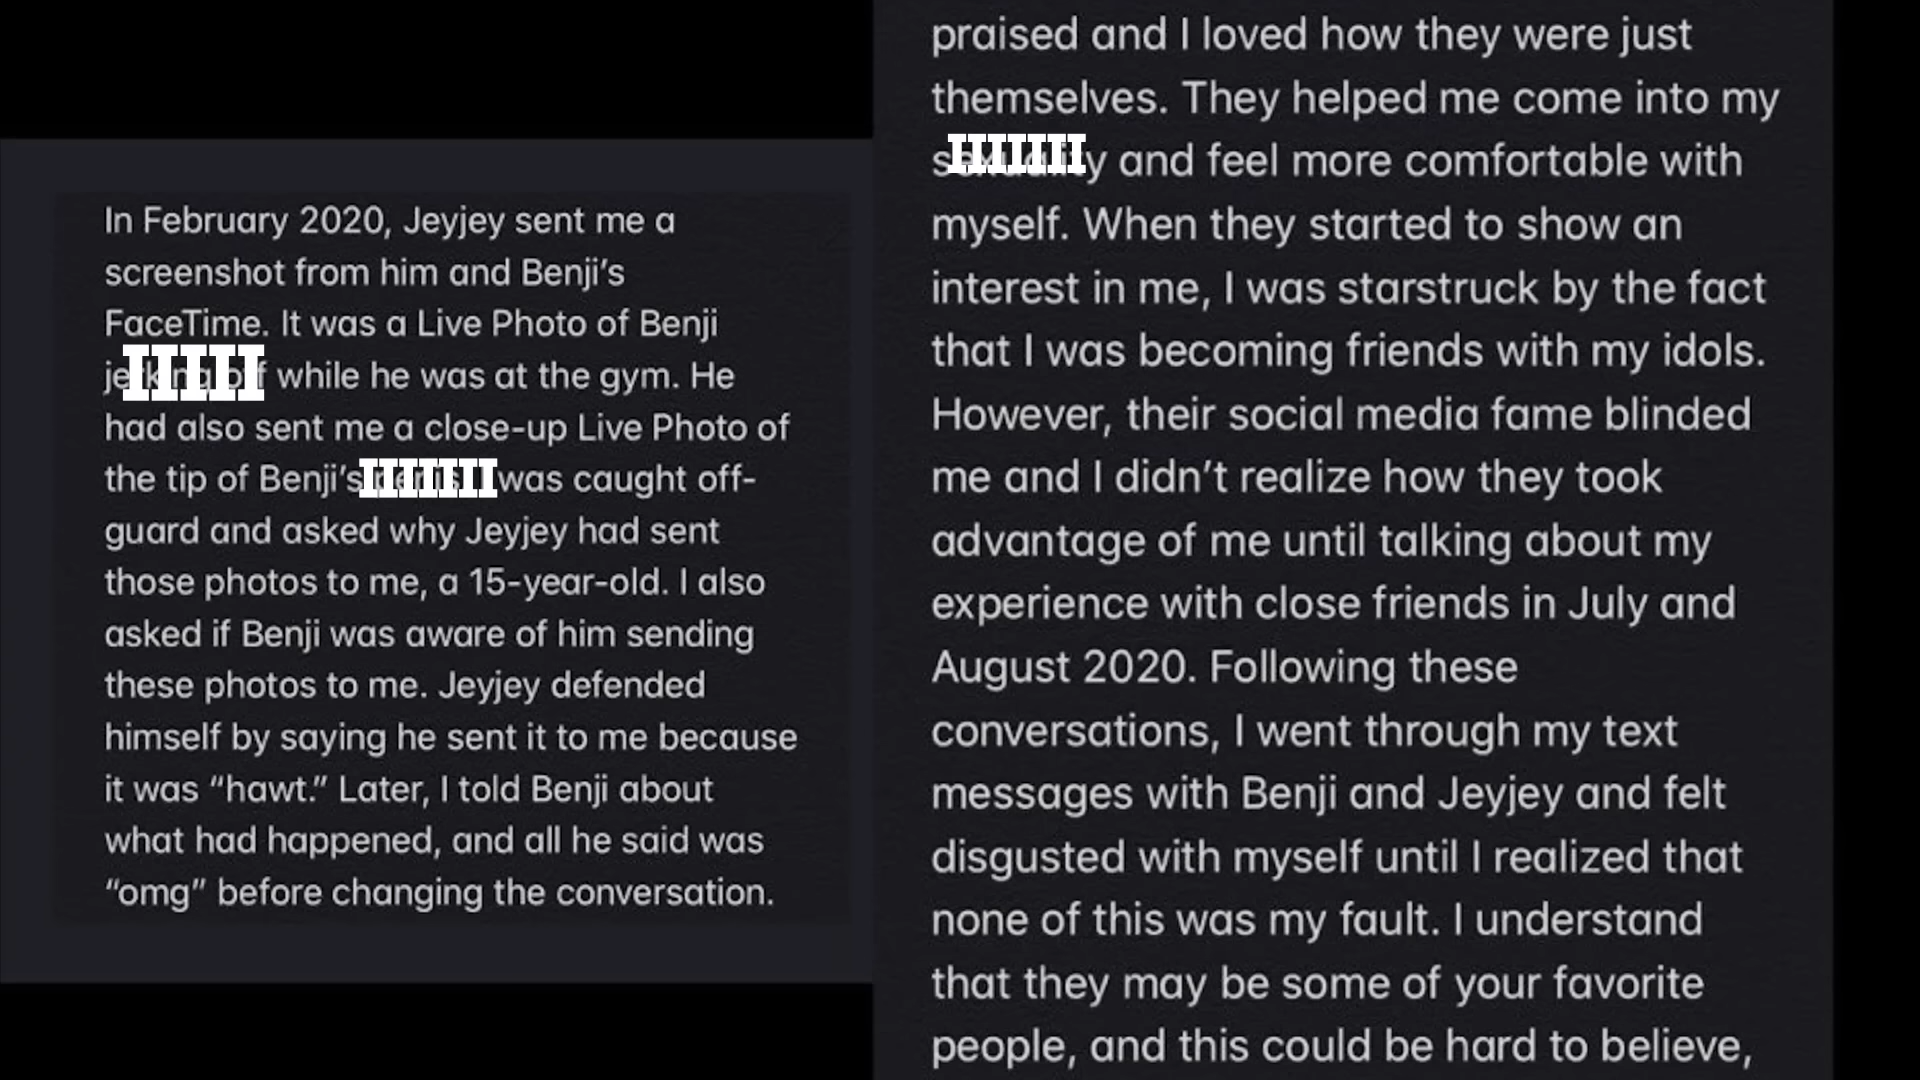 In February 2020, Jeyjey sent me a
screenshot from him and Benji’s
FaceTime. It was a Live Photo of Benji
while he was at the gym. He
had also sent me a close-up Live Photo of
the tip of Benji’s was caught off-
guard and asked why Jeyjey had sent
those photos to me, a 15-year-old. I also
asked if Benji was aware of him sending
these photos to me. Jeyjey defended
himself by saying he sent it to me because
it was “hawt.” Later, I told Benji about
what had happened, and all he said was
“omg” before changing the conversation.
praised and I loved how they were just
themselves. They helped me come into my
and feel more comfortable with
myself. When they started to show an
interest in me, I was starstruck by the fact
that I was becoming friends with my idols.
However, their social media fame blinded
me and I didn’t realize how they took
advantage of me until talking about my
experience with close friends in July and
August 2020. Following these
conversations, I went through my text
messages with Benji and Jeyjey and felt
disgusted with myself until I realized that
none of this was my fault. I understand
that they may be some of your favorite
people, and this could be hard to believe,